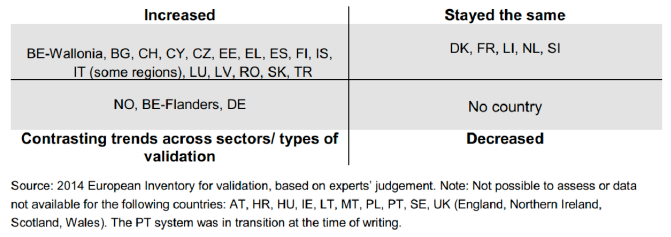 Increased
Stayed the same
BE-Wallonia, BG, CH, CY, CZ, EE, EL, ES, FI, IS,
IT (some regions), LU, LV, RO, SK, TR
DK, FR, LI, NL, SI
NO, BE-Flanders, DE
No country
Contrasting trends across sectors/ types of
validation
Decreased
Source: 2014 European Inventory for validation, based on experts’ judgement. Note: Not possible to assess or data
not available for the following countries: AT, HR, HU, IE, LT, MT, PL, PT, SE, UK (England, Northern Ireland,
Scotland, Wales). The PT system was in transition at the time of writing.